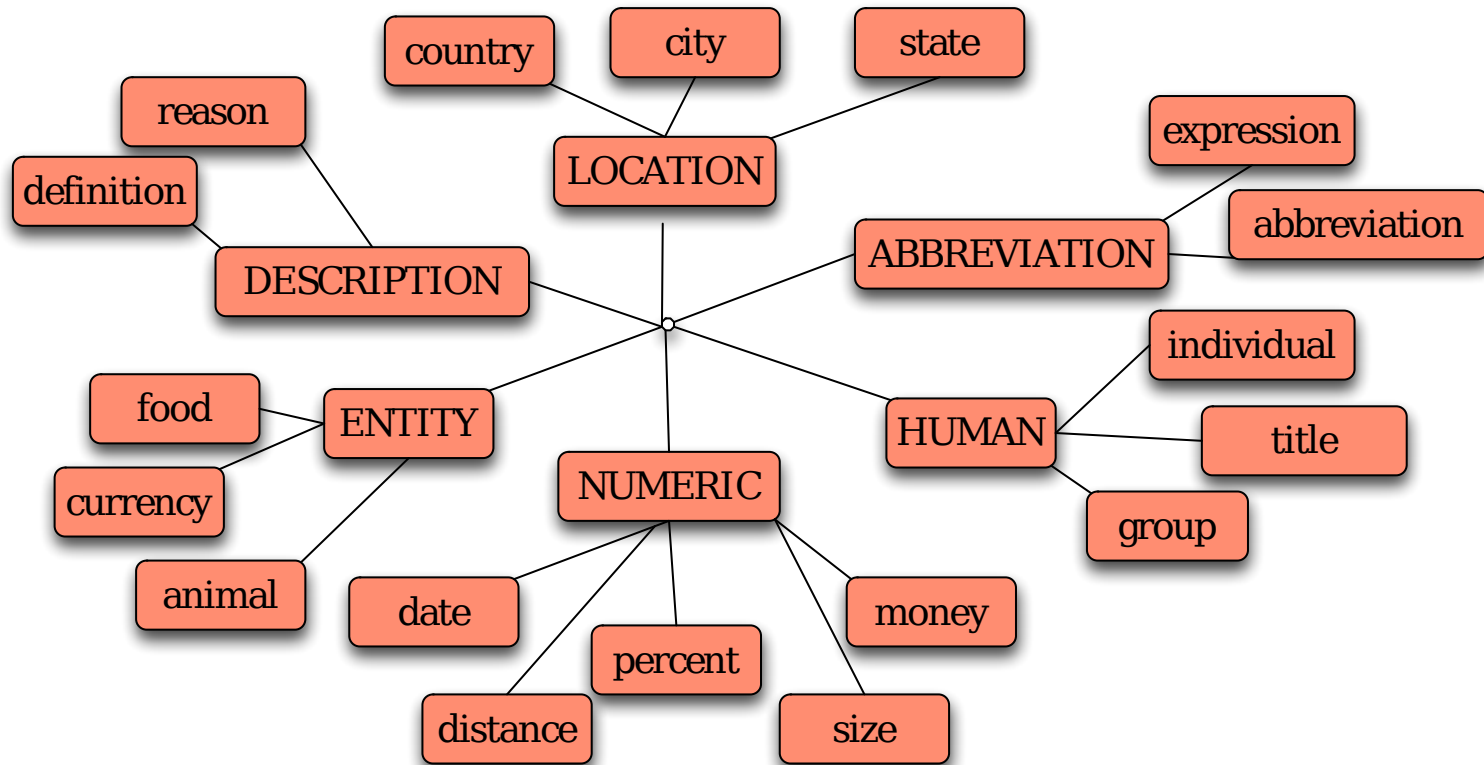 country
city
state
reason
expression
LOCATION
definition
abbreviation
ABBREVIATION
DESCRIPTION
individual
food
ENTITY
HUMAN
title
NUMERIC
currency
group
animal
date
money
percent
distance
size